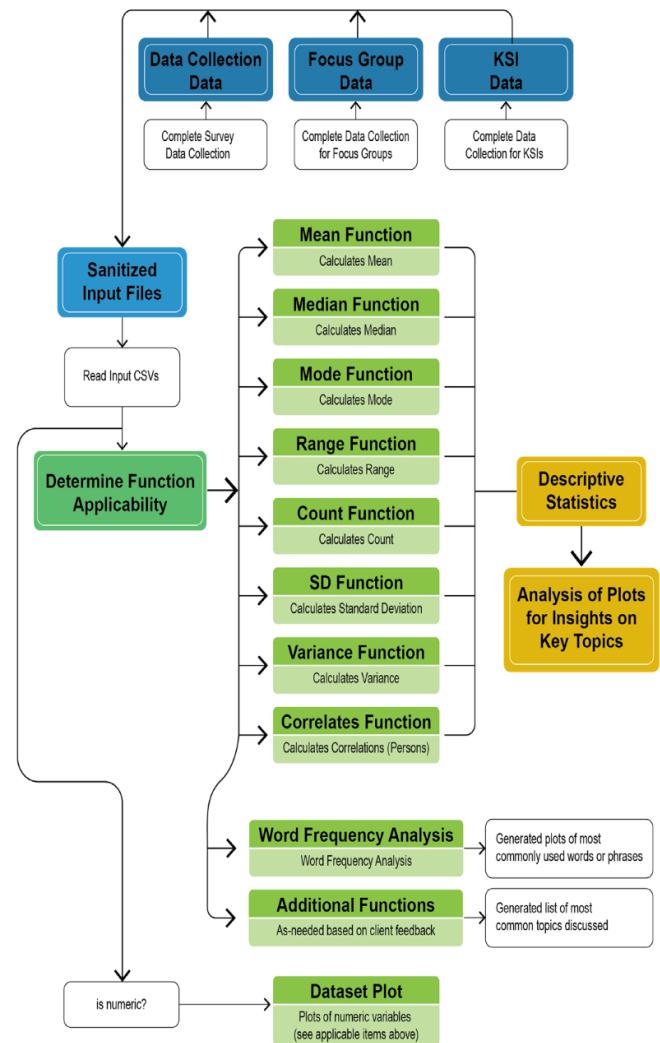 Data Collection
Data
Focus Group
Data
KSI
Data
Complete Survey
Data Collection
Complete Data Collection
for Focus Groups
Complete Data
Collection for KSIs
Sanitized
Input Files
Read Input CSVs
Determine Function
Applicability
Mean Function
Calculates Mean
Median Function
Calculates Median
Mode Function
Calculates Mode
Range Function
Calculates Range
Count Function
Calculates Count
SD Function
Calculates Standard Deviation
Variance Function
Calculates Variance
Correlates Function
Calculates Correlations (Persons)
Descriptive
Statistics
Analysis of Plots
for Insights on
Key Topics
Word Frequency Analysis
Word Frequency Analysis
Generated plots of most
commonly used words or phrases
Additional Functions
As-needed based on client feedback
Generated list of most
common topics discussed
is numeric?
Dataset Plot
Plots of numeric variables
(see applicable items above)